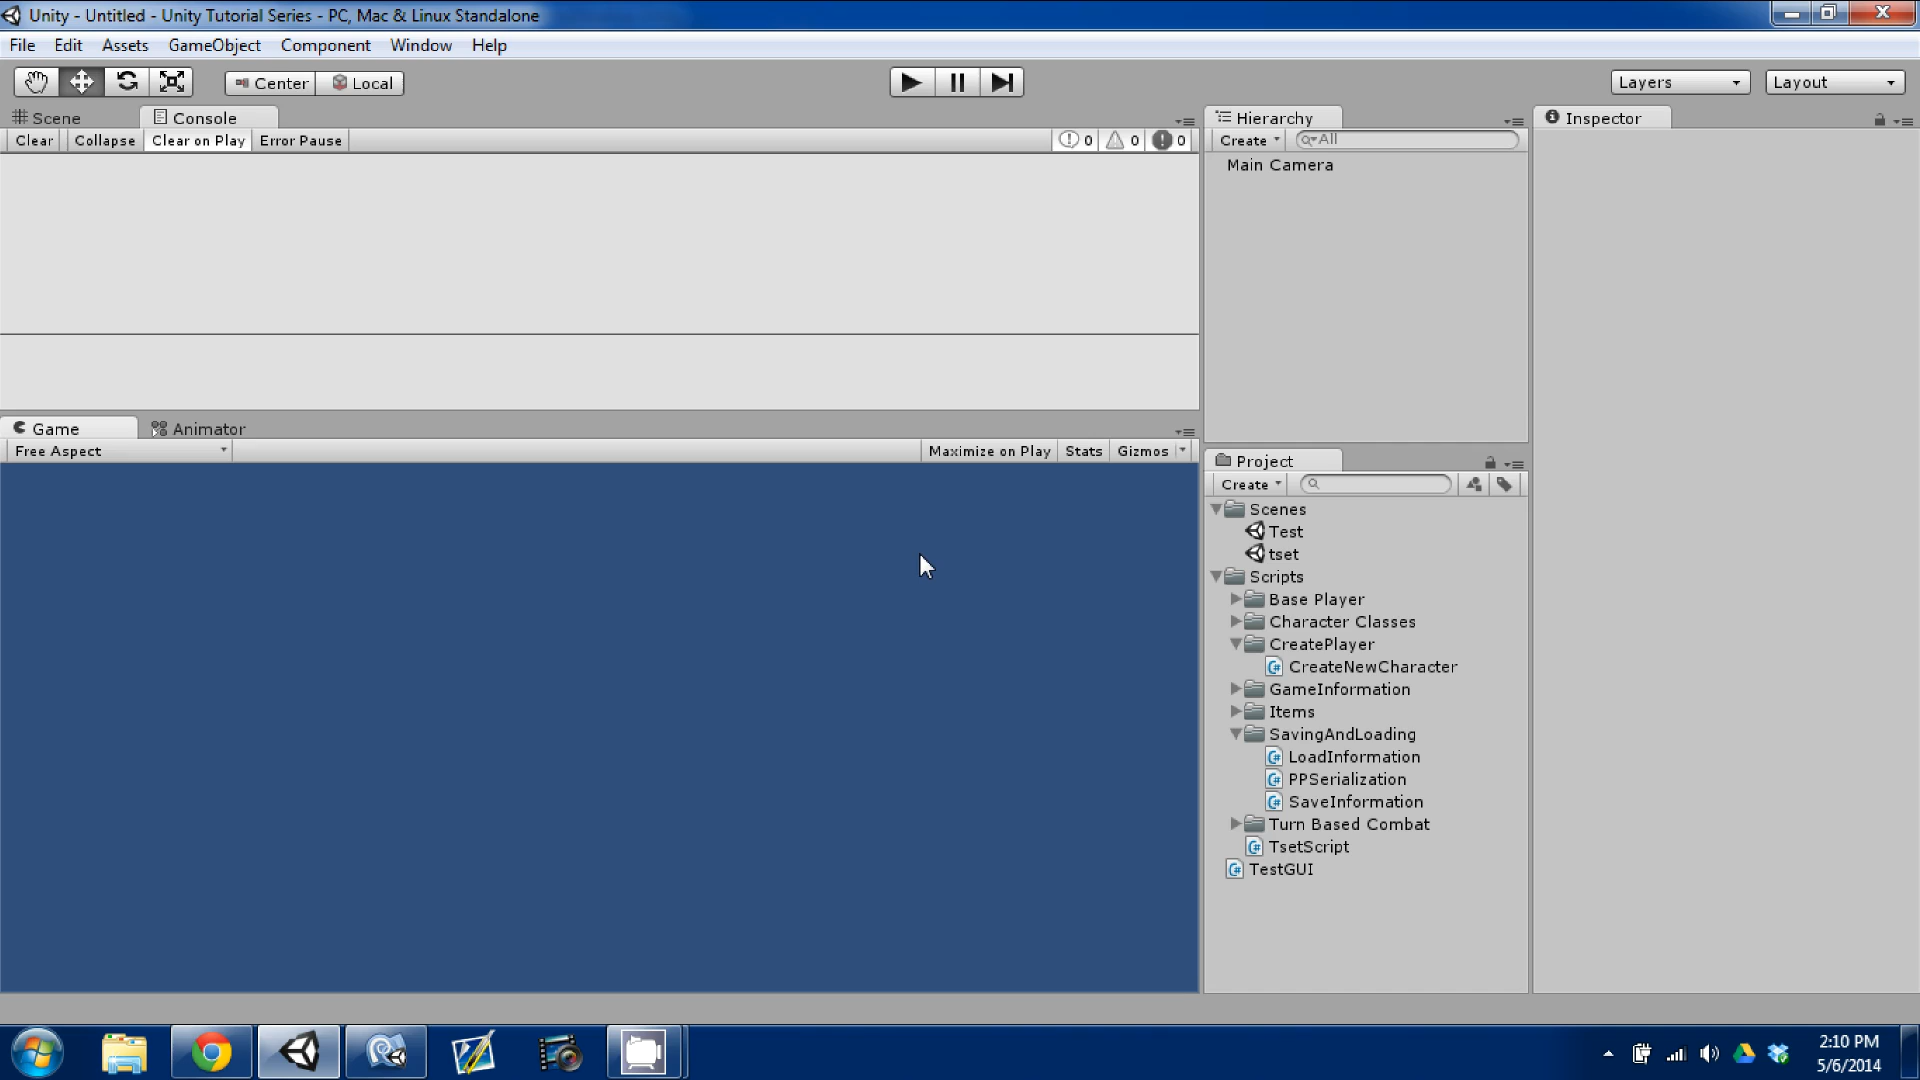 Unity - Untitled - Unity Tutorial Series - PC, Mac & Linux Standalone
File Edit Assets GameObject Component Window Help
Center Local Layers Layout
Scene Console
Clear Collapse Clear on Play Error Pause 0 0 0
Hierarchy
Create All
Main Camera
Inspector
Game Animator
Free Aspect Maximize on Play Stats Gizmos
Project
Create
Scenes
Test
tset
Scripts
Base Player
Character Classes
CreatePlayer
CreateNewCharacter
GameInformation
Items
SavingAndLoading
LoadInformation
PPSerialization
SaveInformation
Turn Based Combat
TsetScript
TestGUI
2:10 PM
5/6/2014